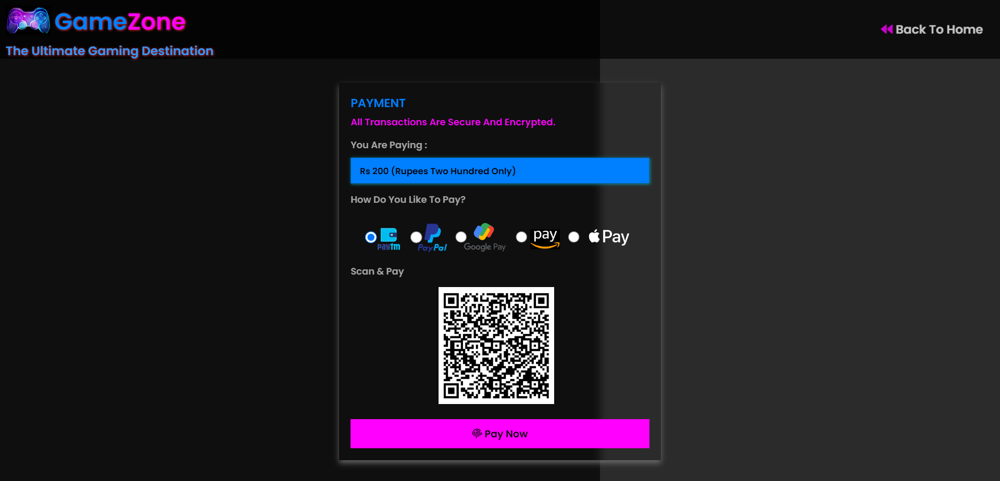 GameZone
The Ultimate Gaming Destination
Back To Home
PAYMENT
All Transactions Are Secure And Encrypted.
You Are Paying :
Rs 200 (Rupees Two Hundred Only)
How Do You Like To Pay?
paytm
PayPal
Google Pay
pay
Pay
Scan & Pay
Pay Now